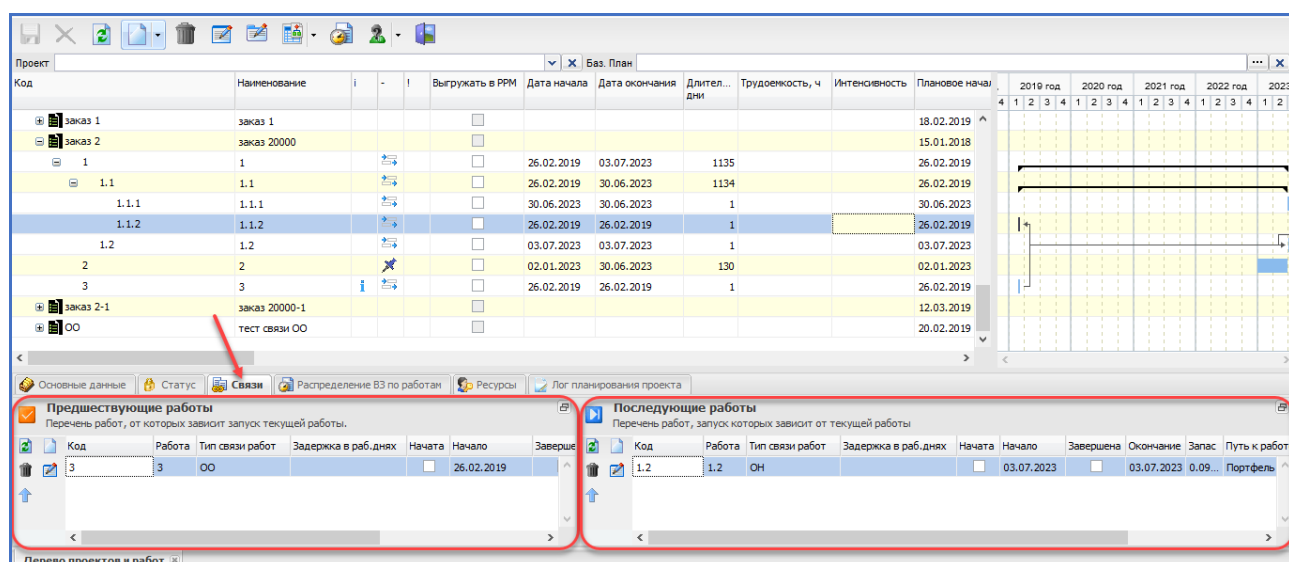 Проект Баз. План
Код Наименование i - ! Выгружать в PPM Дата начала Дата окончания Длител... дни Трудоемкость, ч Интенсивность Плановое начал
2019 год 2020 год 2021 год 2022 год 2023
4 1 2 3 4 1 2 3 4 1 2 3 4 1 2 3 4 1 2
заказ 1 заказ 1 18.02.2019
заказ 2 заказ 20000 15.01.2018
1 1 26.02.2019 03.07.2023 1135 26.02.2019
1.1 1.1 26.02.2019 30.06.2023 1134 26.02.2019
1.1.1 1.1.1 30.06.2023 30.06.2023 1 30.06.2023
1.1.2 1.1.2 26.02.2019 26.02.2019 1 26.02.2019
1.2 1.2 03.07.2023 03.07.2023 1 03.07.2023
2 2 02.01.2023 30.06.2023 130 02.01.2023
3 3 i 26.02.2019 26.02.2019 1 26.02.2019
заказ 2-1 заказ 20000-1 12.03.2019
ОО тест связи ОО 20.02.2019
Основные данные Статус Связи Распределение ВЗ по работам Ресурсы Лог планирования проекта
Предшествующие работы
Перечень работ, от которых зависит запуск текущей работы.
Код Работа Тип связи работ Задержка в раб.днях Начата Начало Заверше
3 3 ОО 26.02.2019
Последующие работы
Перечень работ, запуск которых зависит от текущей работы
Код Работа Тип связи работ Задержка в раб.днях Начата Начало Завершена Окончание Запас Путь к работ
1.2 1.2 ОН 03.07.2023 03.07.2023 0.09... Портфель
Дерево проектов и работ